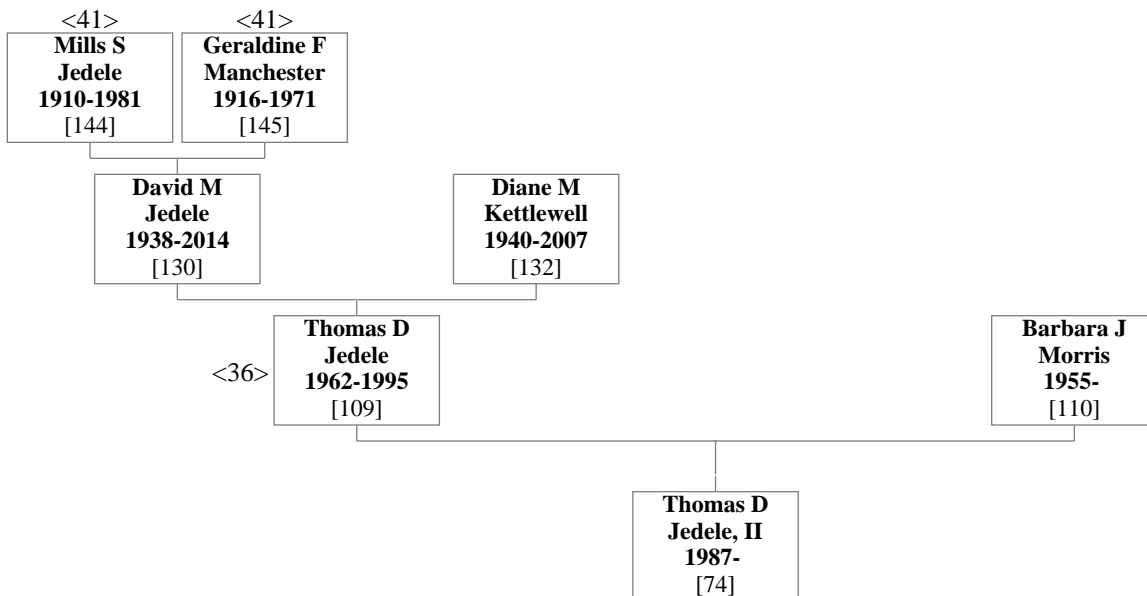 <41>
Mills S
Jedele
1910-1981
[144]
<41>
Geraldine F
Manchester
1916-1971
[145]
David M
Jedele
1938-2014
[130]
Diane M
Kettlewell
1940-2007
[132]
<36>
Thomas D
Jedele
1962-1995
[109]
Barbara J
Morris
1955-
[110]
Thomas D
Jedele, II
1987-
[74]